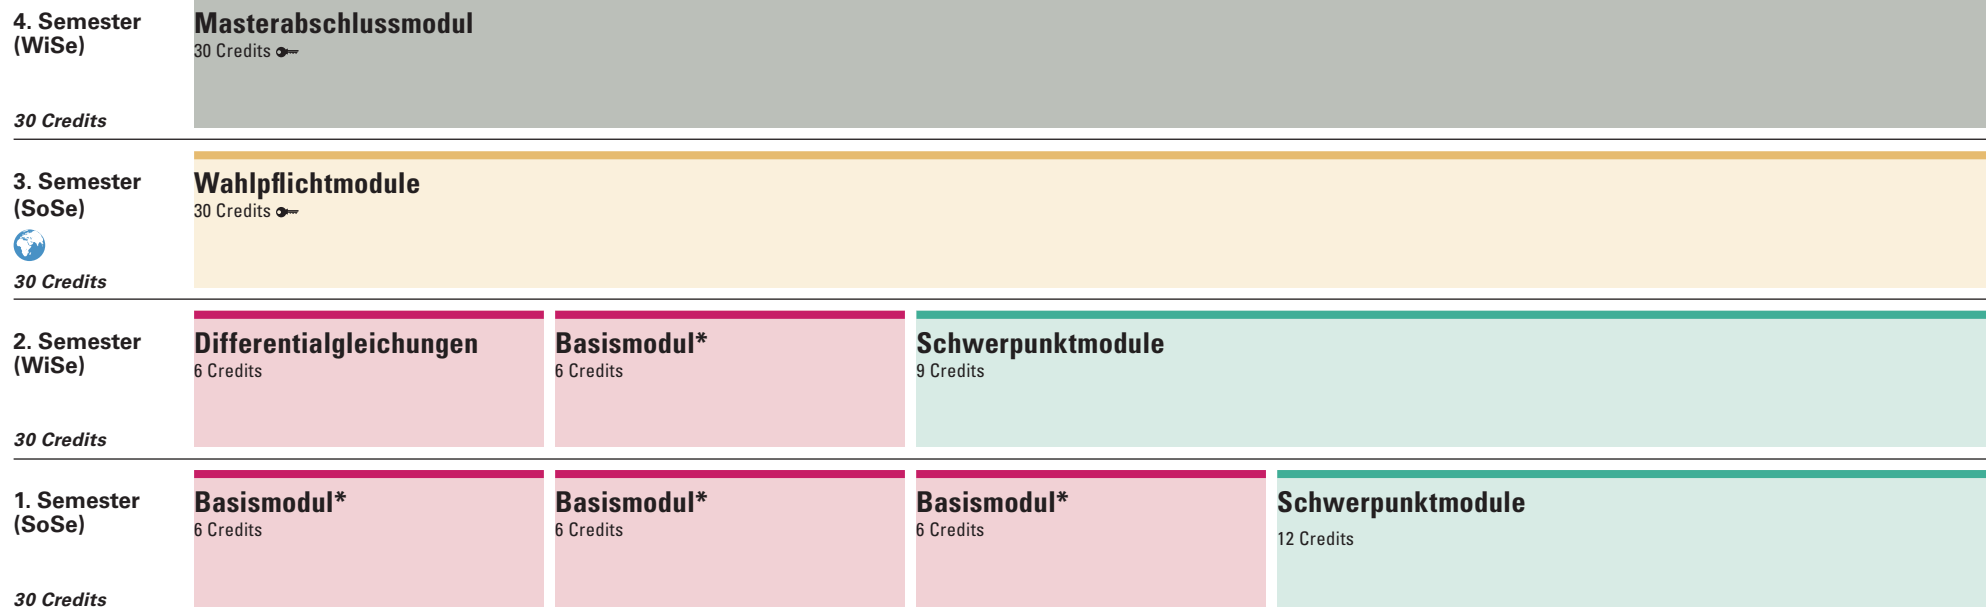 4. Semester
(WiSe)
30 Credits
Masterabschlussmodul
30 Credits
3. Semester
(SoSe)
30 Credits
Wahlpflichtmodule
30 Credits
2. Semester
(WiSe)
30 Credits
Differentialgleichungen
6 Credits
Basismodul*
6 Credits
Schwerpunktmodule
9 Credits
1. Semester
(SoSe)
30 Credits
Basismodul*
6 Credits
Basismodul*
6 Credits
Basismodul*
6 Credits
Schwerpunktmodule
12 Credits